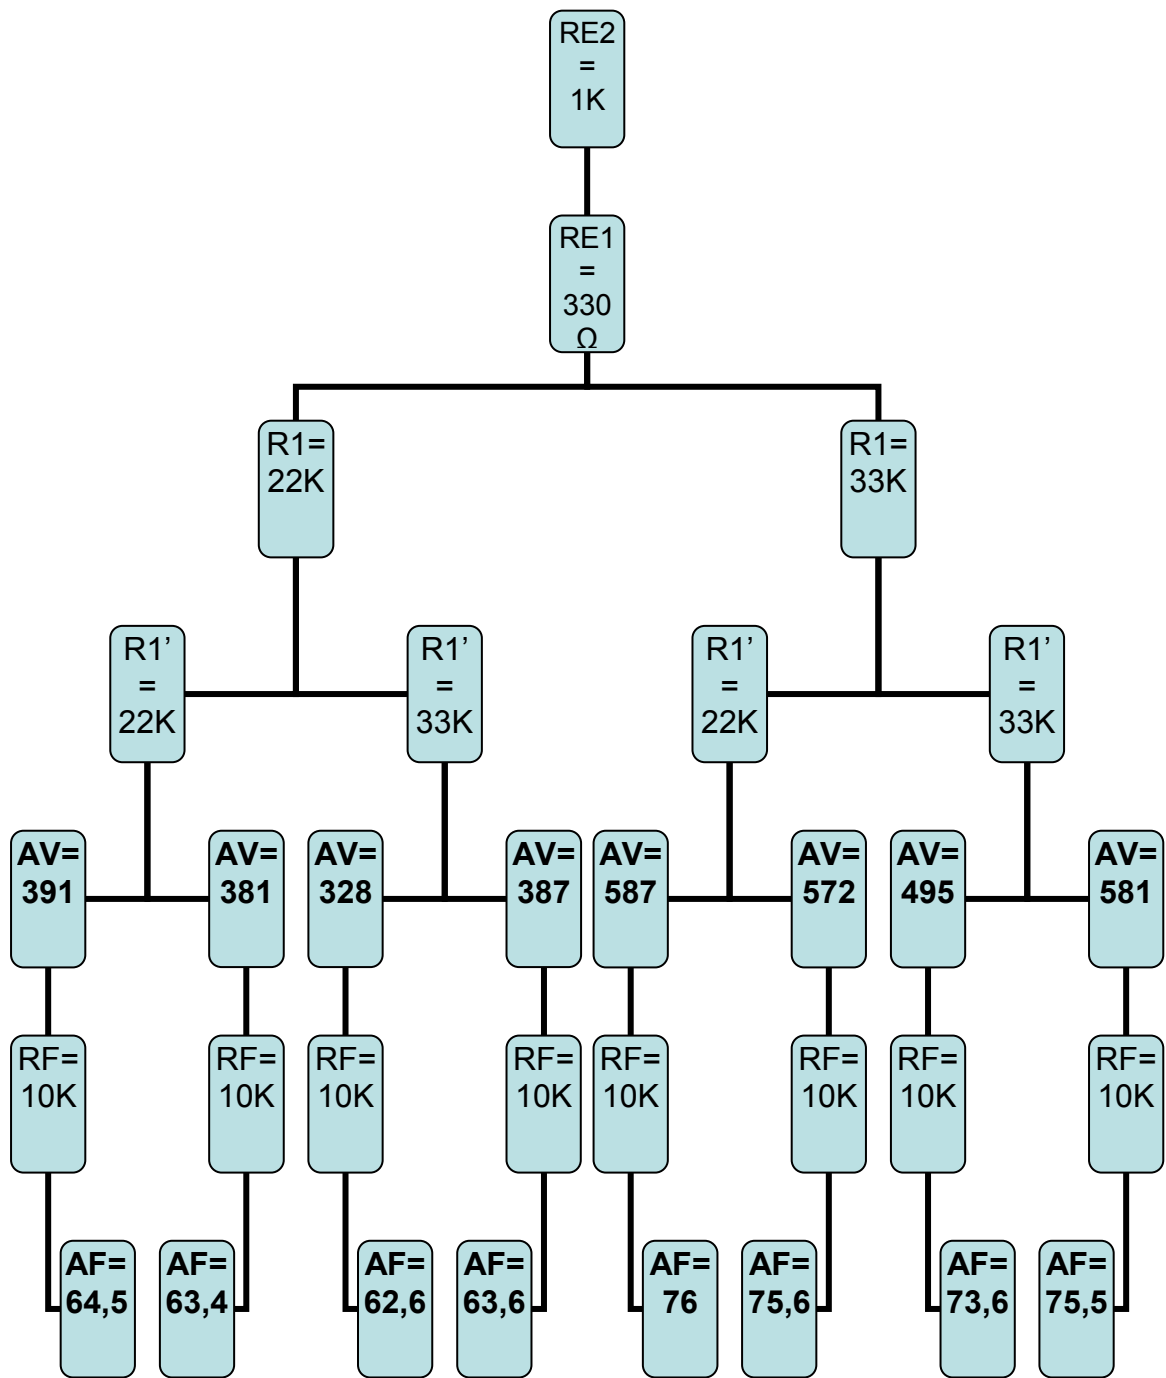 RE2
=
1K
RE1
=
330
Ω
R1=
22K
R1=
33K
R1’
=
22K
R1’
=
33K
R1’
=
22K
R1’
=
33K
AV=
391
AV=
381
AV=
328
AV=
387
AV=
587
AV=
572
AV=
495
AV=
581
RF=
10K
RF=
10K
RF=
10K
RF=
10K
RF=
10K
RF=
10K
RF=
10K
RF=
10K
AF=
64,5
AF=
63,4
AF=
62,6
AF=
63,6
AF=
76
AF=
75,6
AF=
73,6
AF=
75,5